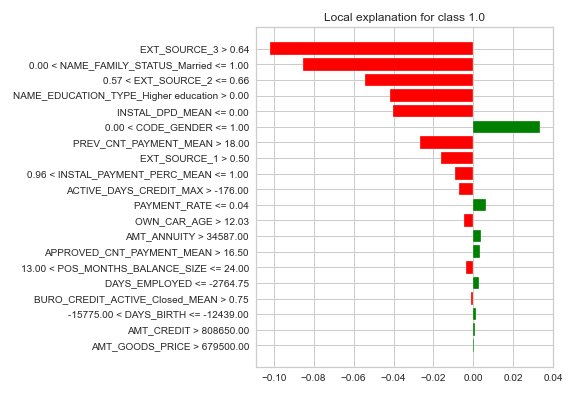 Local explanation for class 1.0
EXT_SOURCE_3 > 0.64
0.00 < NAME_FAMILY_STATUS_Married <= 1.00
0.57 < EXT_SOURCE_2 <= 0.66
NAME_EDUCATION_TYPE_Higher education > 0.00
INSTAL_DPD_MEAN <= 0.00
0.00 < CODE_GENDER <= 1.00
PREV_CNT_PAYMENT_MEAN > 18.00
EXT_SOURCE_1 > 0.50
0.96 < INSTAL_PAYMENT_PERC_MEAN <= 1.00
ACTIVE_DAYS_CREDIT_MAX > -176.00
PAYMENT_RATE <= 0.04
OWN_CAR_AGE > 12.03
AMT_ANNUITY > 34587.00
APPROVED_CNT_PAYMENT_MEAN > 16.50
13.00 < POS_MONTHS_BALANCE_SIZE <= 24.00
DAYS_EMPLOYED <= -2764.75
BURO_CREDIT_ACTIVE_Closed_MEAN > 0.75
-15775.00 < DAYS_BIRTH <= -12439.00
AMT_CREDIT > 808650.00
AMT_GOODS_PRICE > 679500.00
−0.10 −0.08 −0.06 −0.04 −0.02 0.00 0.02 0.04